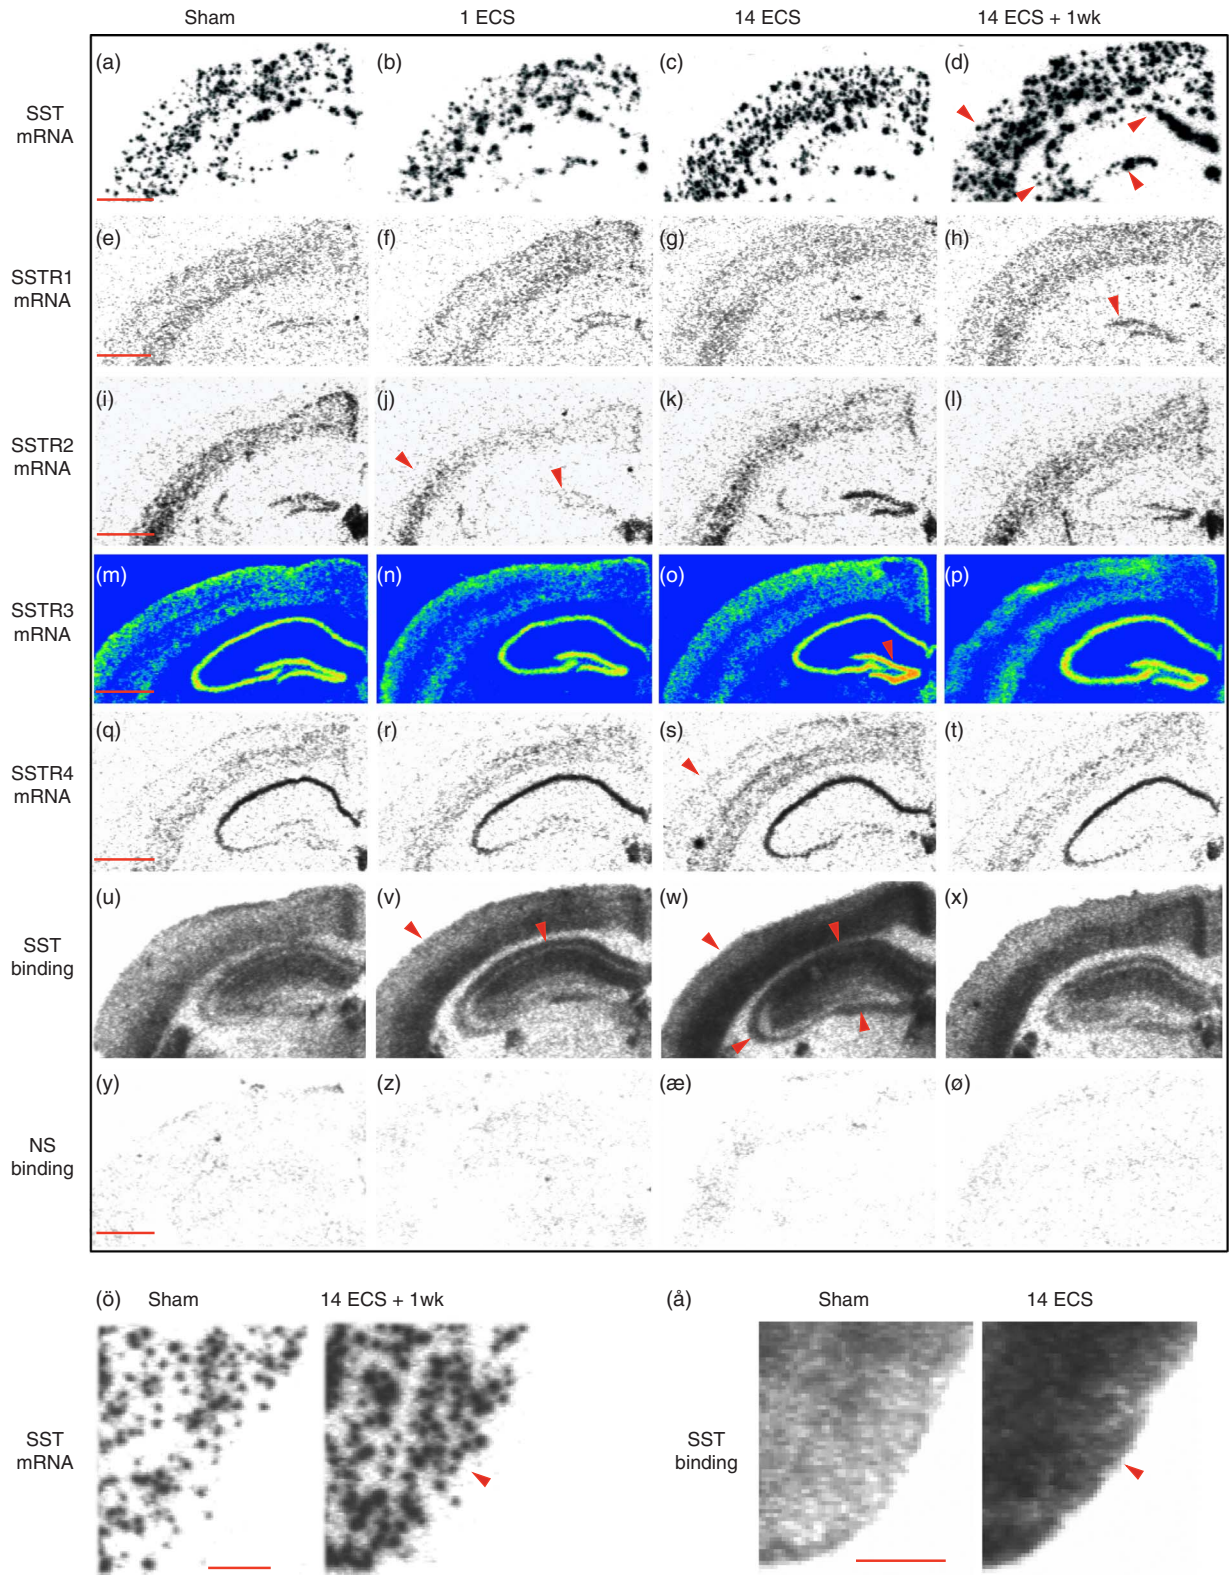 Sham 1 ECS 14 ECS 14 ECS + 1wk
(a) (b) (c) (d)
SST
mRNA
(e) (f) (g) (h)
SSTR1
mRNA
(i) (j) (k) (l)
SSTR2
mRNA
(m) (n) (o) (p)
SSTR3
mRNA
(q) (r) (s) (t)
SSTR4
mRNA
(u) (v) (w) (x)
SST
binding
(y) (z) (æ) (ø)
NS
binding
(ö) Sham 14 ECS + 1wk (å) Sham 14 ECS
SST
mRNA
SST
binding